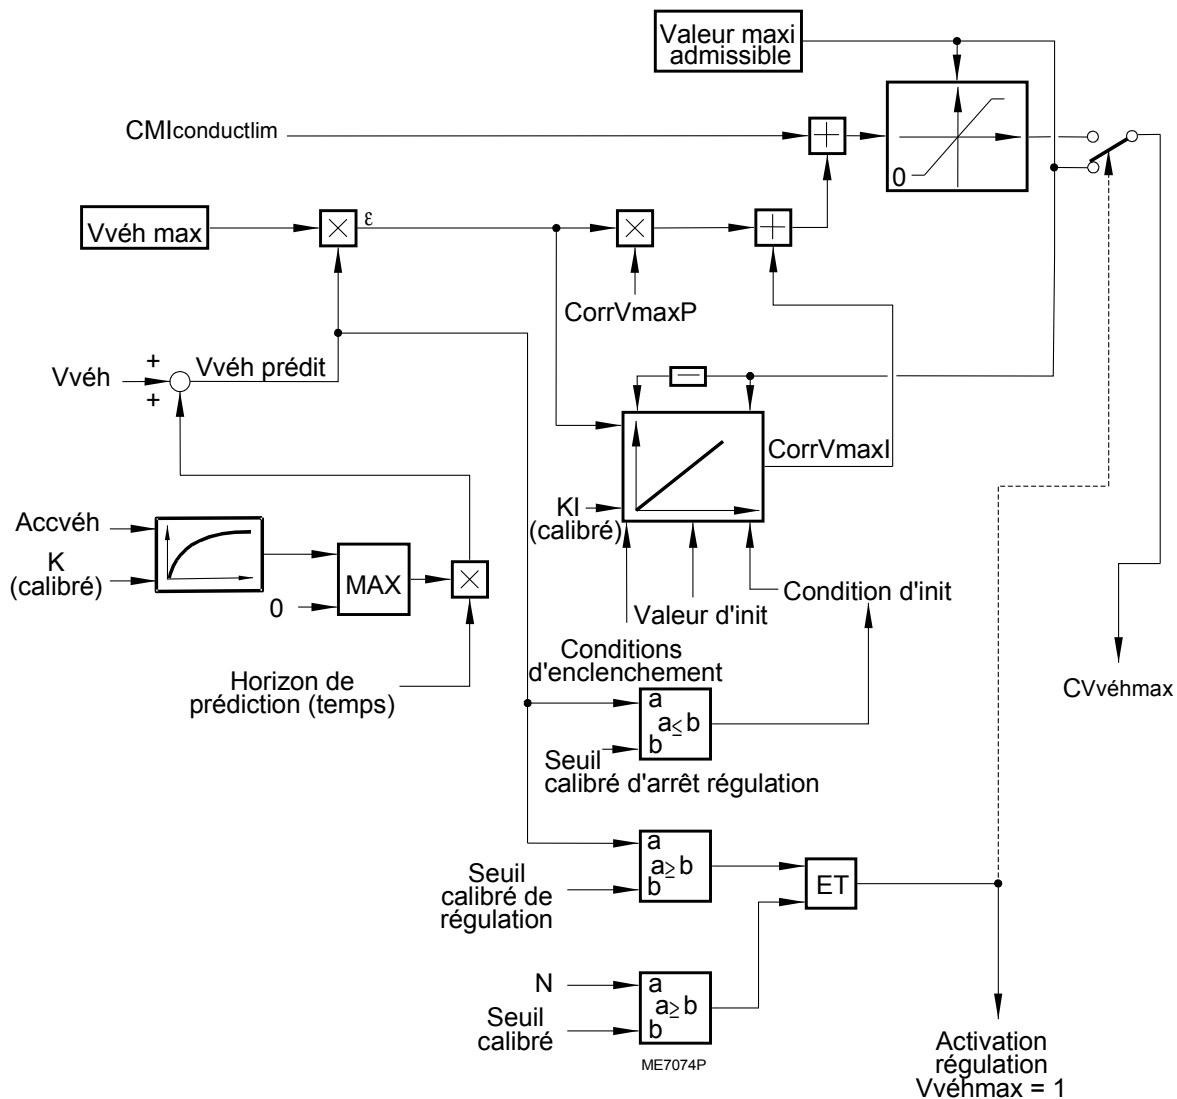 Valeur maxi
admissible
CMIconductlim
0
Vvéh max
ε
CorrVmaxP
Vvéh prédit
+
Vvéh
+
CorrVmaxI
KI
(calibré)
Accvéh
K
(calibré)
MAX
0
Valeur d'init
Condition d'init
Conditions
d'enclenchement
Horizon de
prédiction (temps)
CVvéhmax
a
a≤b
b
Seuil
calibré d'arrêt régulation
a
a≥b
b
Seuil
calibré de
régulation
ET
N
a
a≥b
b
Seuil
calibré
ME7074P
Activation
régulation
Vvéhmax = 1